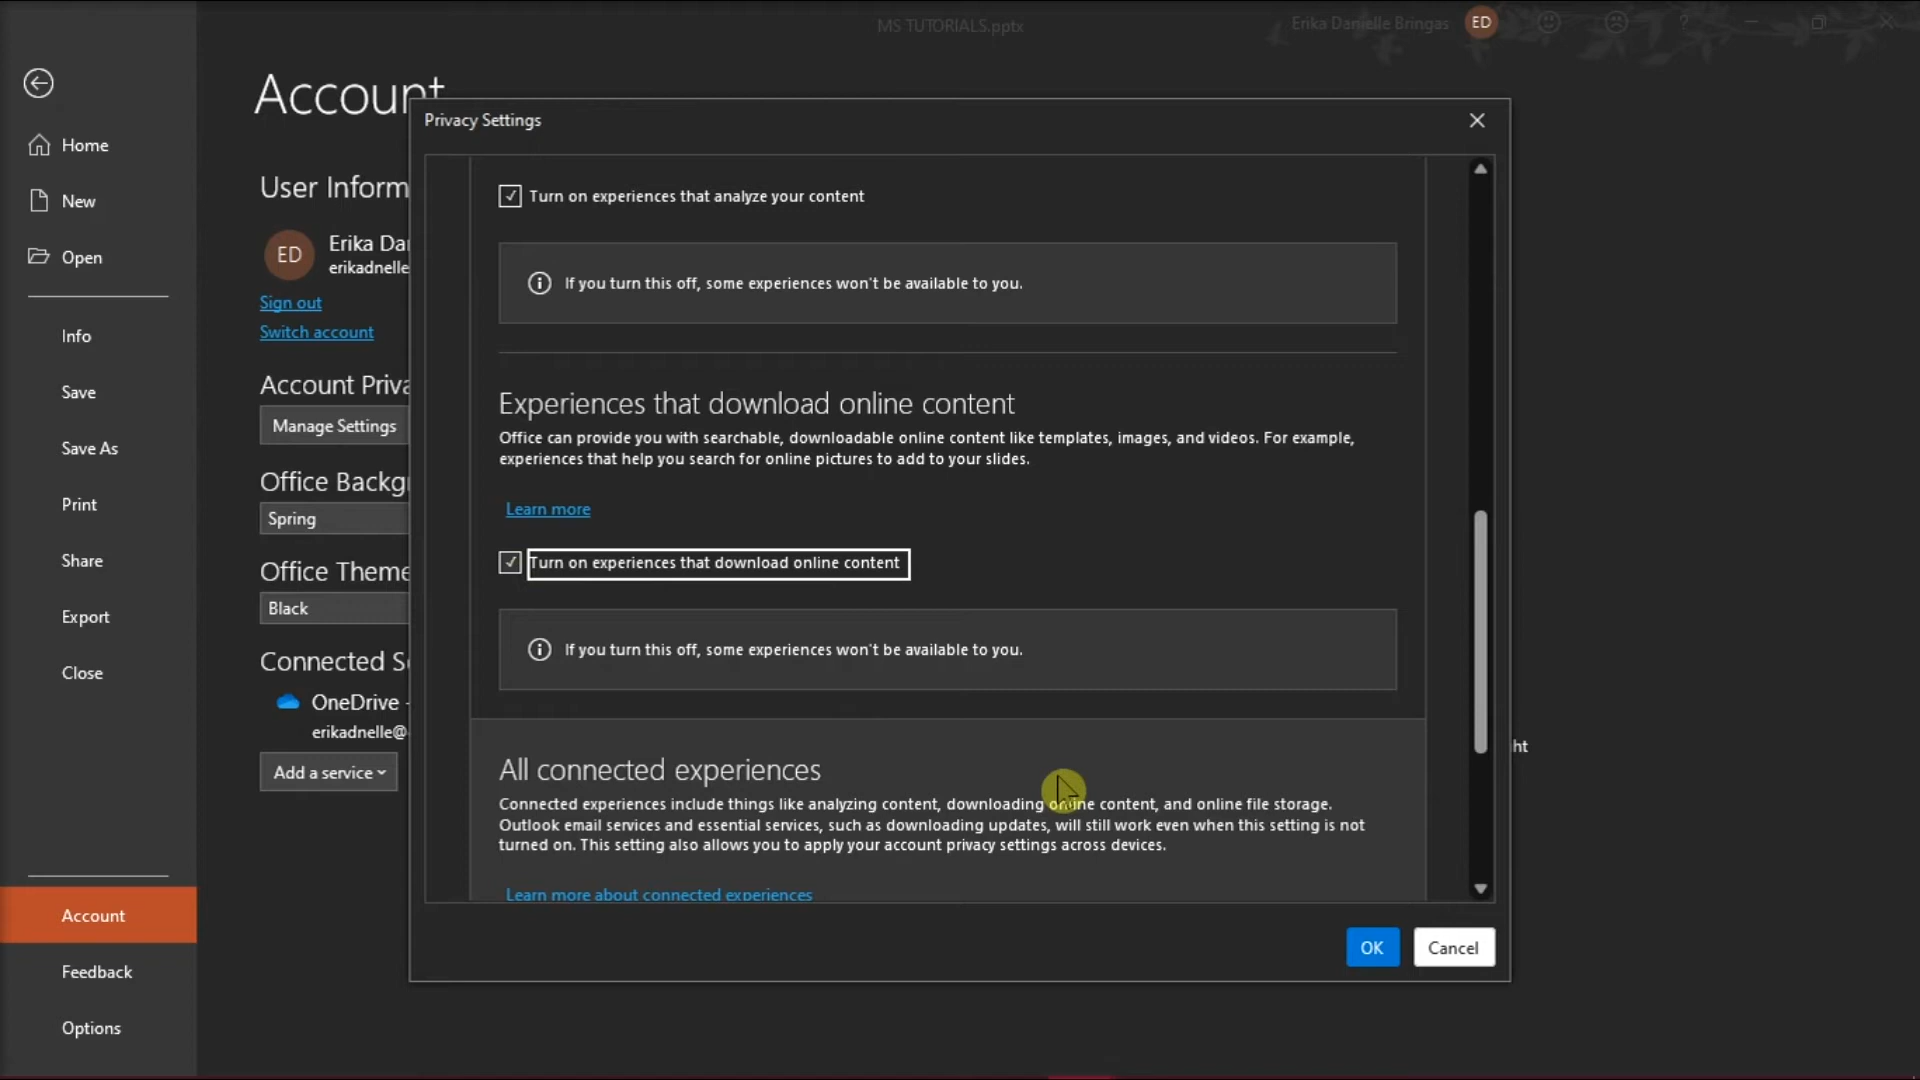 MS TUTORIALS.pptx
Erika Danielle Bringas
ED
?
Home
New
Open
Info
Save
Save As
Print
Share
Export
Close
Account
Feedback
Options
Account
User Inform
ED
Erika Da
erikadnelle
Sign out
Switch account
Account Priva
Manage Settings
Office Backg
Spring
Office Theme
Black
Connected S
OneDrive -
erikadnelle@
Add a service
Privacy Settings
Turn on experiences that analyze your content
If you turn this off, some experiences won't be available to you.
Experiences that download online content
Office can provide you with searchable, downloadable online content like templates, images, and videos. For example,
experiences that help you search for online pictures to add to your slides.
Learn more
Turn on experiences that download online content
If you turn this off, some experiences won't be available to you.
All connected experiences
Connected experiences include things like analyzing content, downloading online content, and online file storage.
Outlook email services and essential services, such as downloading updates, will still work even when this setting is not
turned on. This setting also allows you to apply your account privacy settings across devices.
Learn more about connected experiences
OK
Cancel
ht